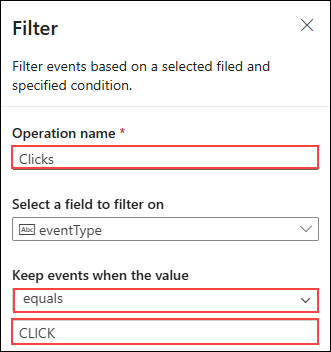 Filter
Filter events based on a selected filed and
specified condition.
Operation name *
Clicks
Select a field to filter on
Abc eventType
Keep events when the value
equals
CLICK